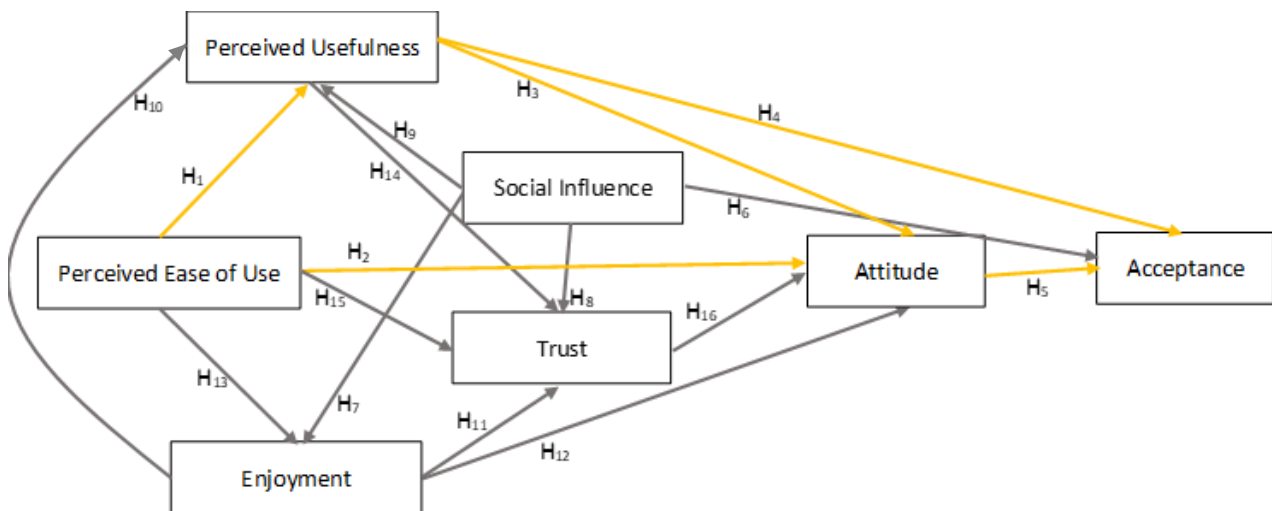 Perceived Usefulness
H₃
H₁₀
H₄
H₉
H₁₄
H₁
Social Influence
H₆
H₂
Perceived Ease of Use
Attitude
Acceptance
H₁₅
H₈
H₅
H₁₆
Trust
H₁₃
H₇
H₁₁
H₁₂
Enjoyment